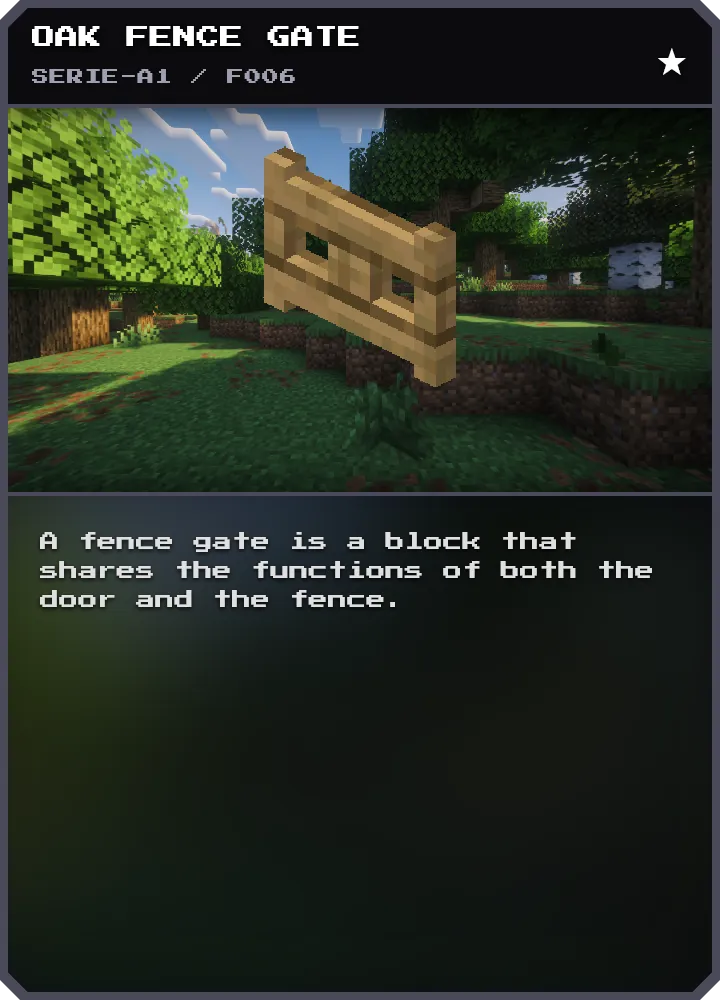 OAK FENCE GATE
SERIE-A1 / F006
A fence gate is a block that
shares the functions of both the
door and the fence.